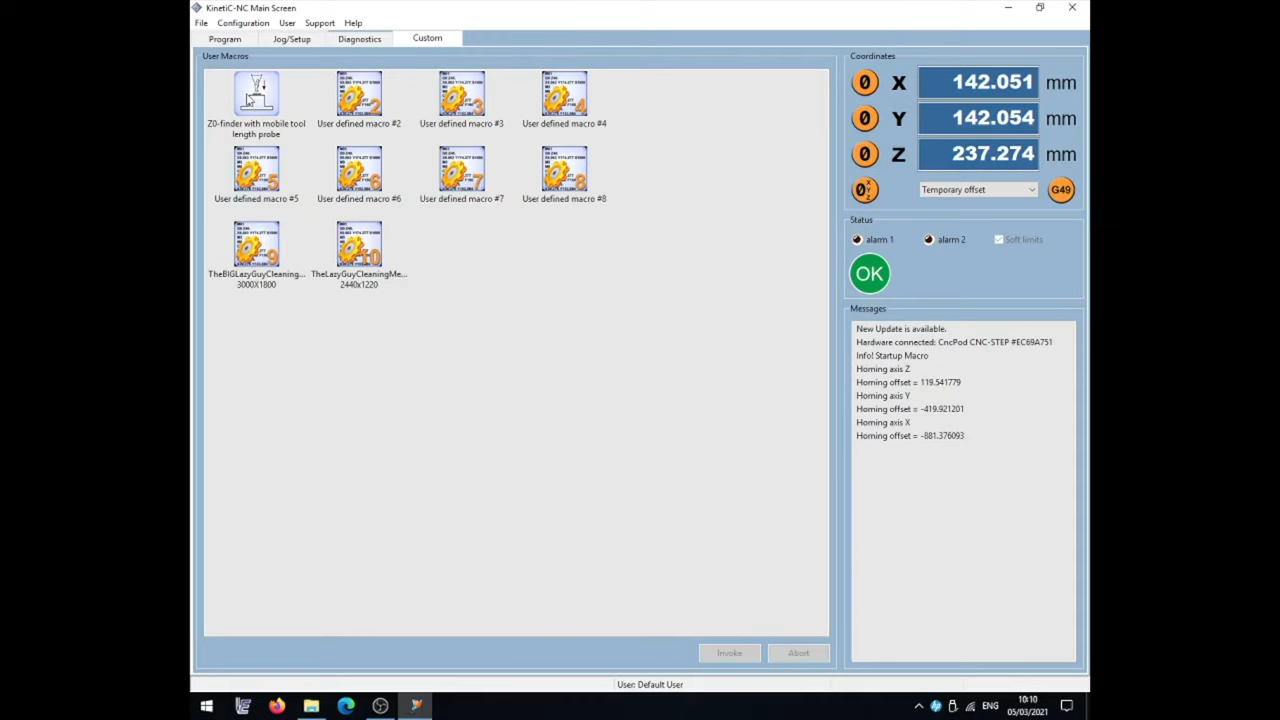 KinetiC-NC Main Screen
File Configuration User Support Help
Program Jog/Setup Diagnostics Custom
User Macros
Z0-finder with mobile tool
length probe
User defined macro #2
User defined macro #3
User defined macro #4
User defined macro #5
User defined macro #6
User defined macro #7
User defined macro #8
TheBIGLazyGuyCleaning...
3000X1800
TheLazyGuyCleaningMe...
2440x1220
Invoke Abort
Coordinates
0 X 142.051 mm
0 Y 142.054 mm
0 Z 237.274 mm
0 X Y Z Temporary offset G49
Status
alarm 1 alarm 2 Soft limits
OK
Messages
New Update is available.
Hardware connected: CncPod CNC-STEP #EC69A751
Info! Startup Macro
Homing axis Z
Homing offset = 119.541779
Homing axis Y
Homing offset = -419.921201
Homing axis X
Homing offset = -881.376093
User: Default User
ENG
10:10
05/03/2021